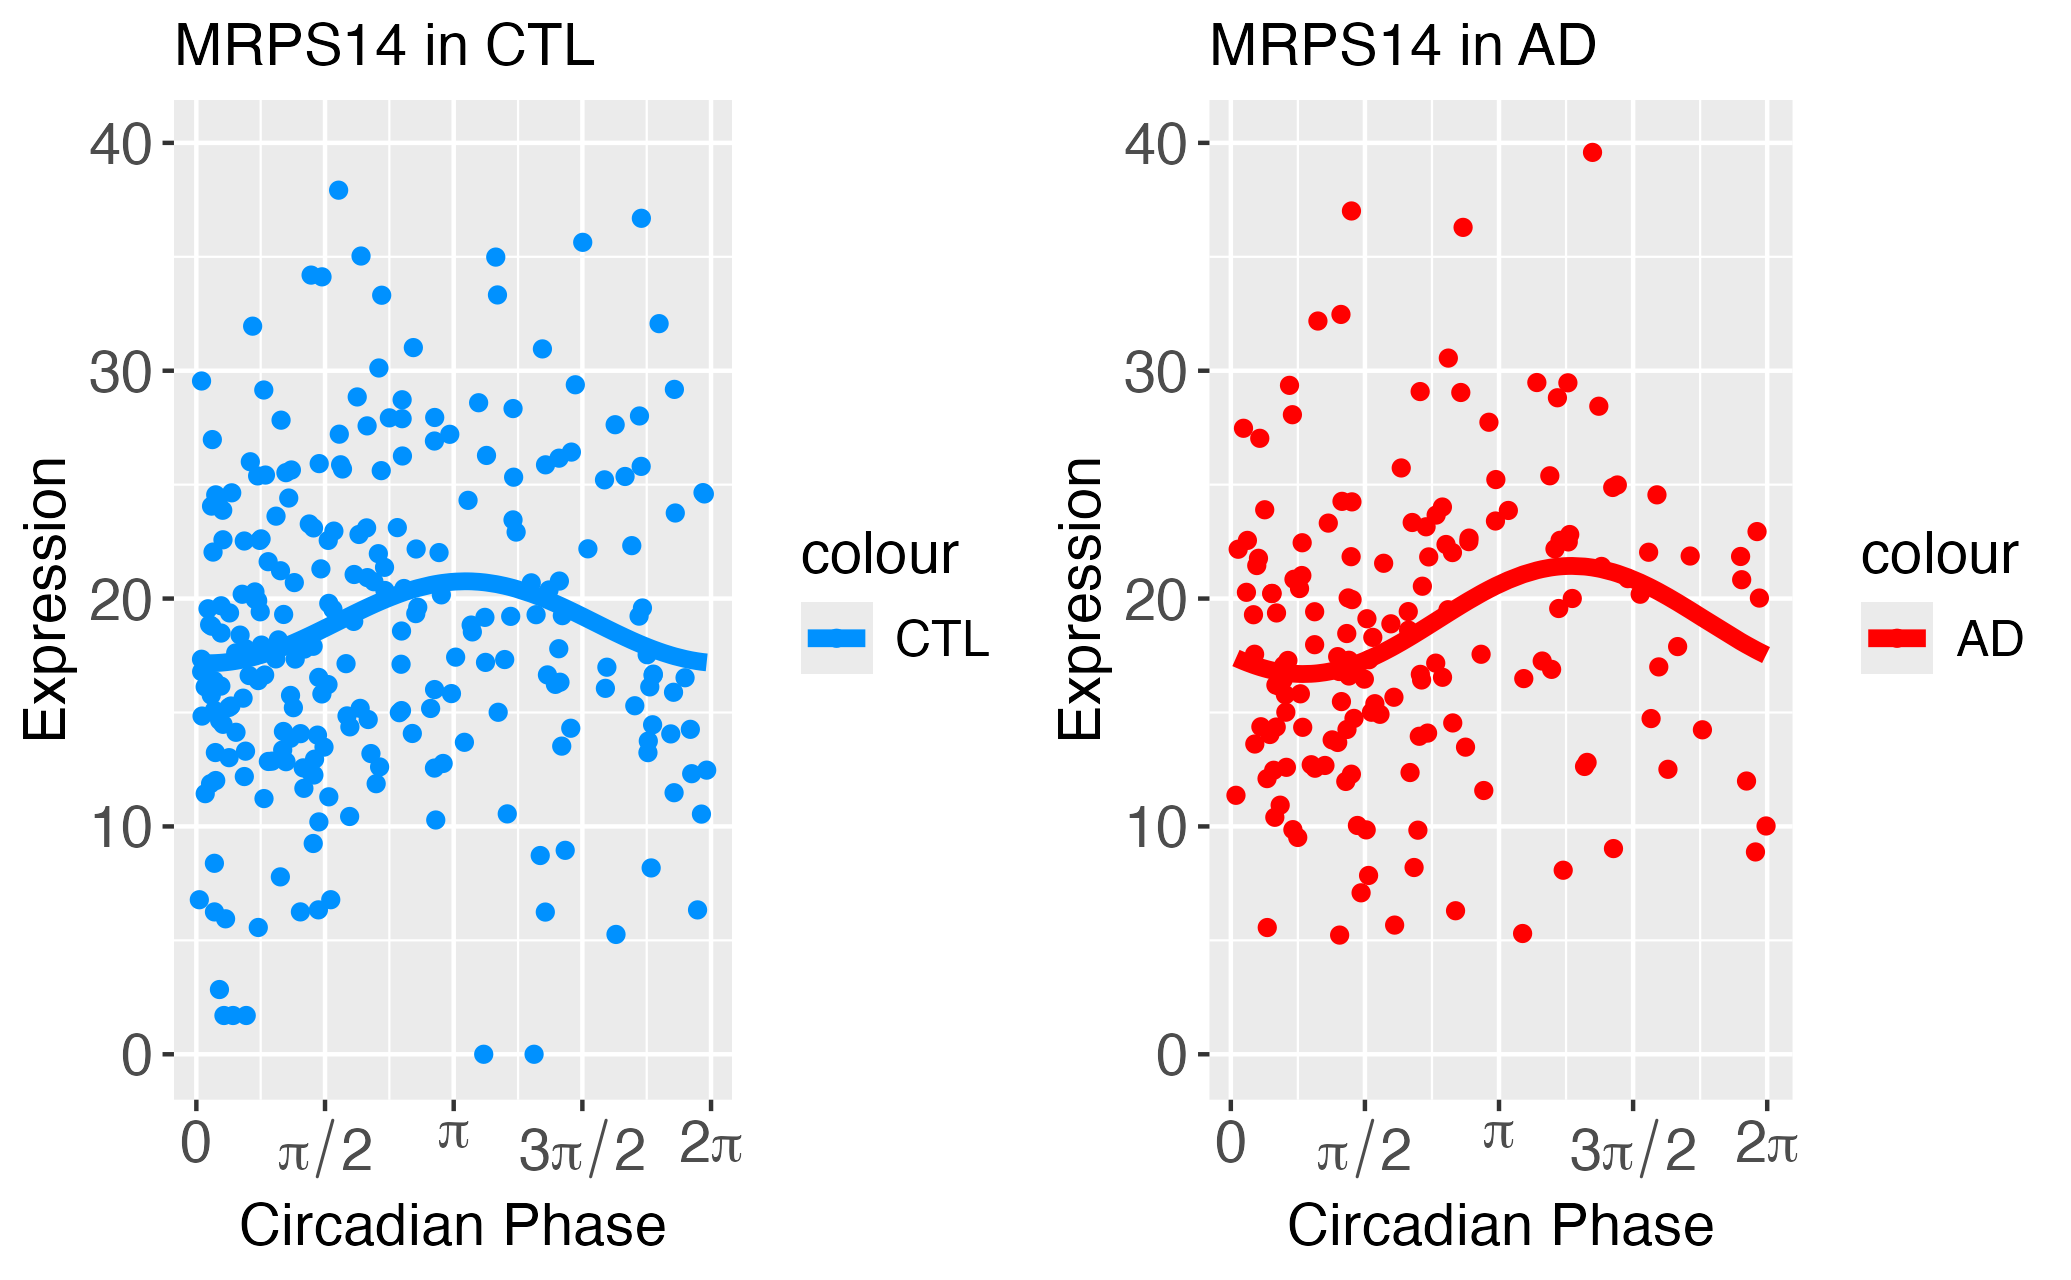 MRPS14 in CTL
40
30
20
10
0
Expression
0
π/2
π
3π/2
2π
Circadian Phase
colour
CTL
MRPS14 in AD
40
30
20
10
0
Expression
0
π/2
π
3π/2
2π
Circadian Phase
colour
AD